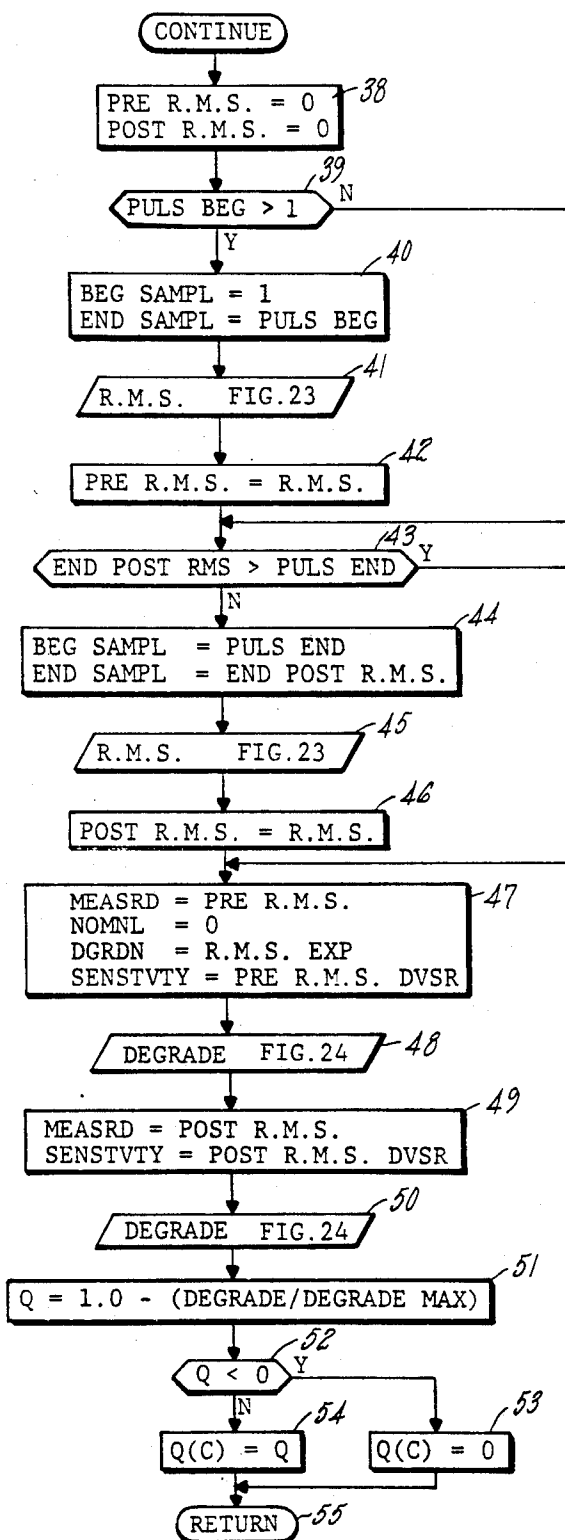 CONTINUE
PRE R.M.S. = 0
POST R.M.S. = 0
38
39
PULS BEG > 1
N
Y
40
BEG SAMPL = 1
END SAMPL = PULS BEG
41
R.M.S. FIG.23
42
PRE R.M.S. = R.M.S.
43
END POST RMS > PULS END
Y
N
44
BEG SAMPL = PULS END
END SAMPL = END POST R.M.S.
45
R.M.S. FIG.23
46
POST R.M.S. = R.M.S.
47
MEASRD = PRE R.M.S.
NOMNL = 0
DGRDN = R.M.S. EXP
SENSTVTY = PRE R.M.S. DVSR
DEGRADE FIG.24
48
49
MEASRD = POST R.M.S.
SENSTVTY = POST R.M.S. DVSR
50
DEGRADE FIG.24
51
Q = 1.0 - (DEGRADE/DEGRADE MAX)
52
Q < 0
Y
N
54
53
Q(C) = Q
Q(C) = 0
RETURN
55